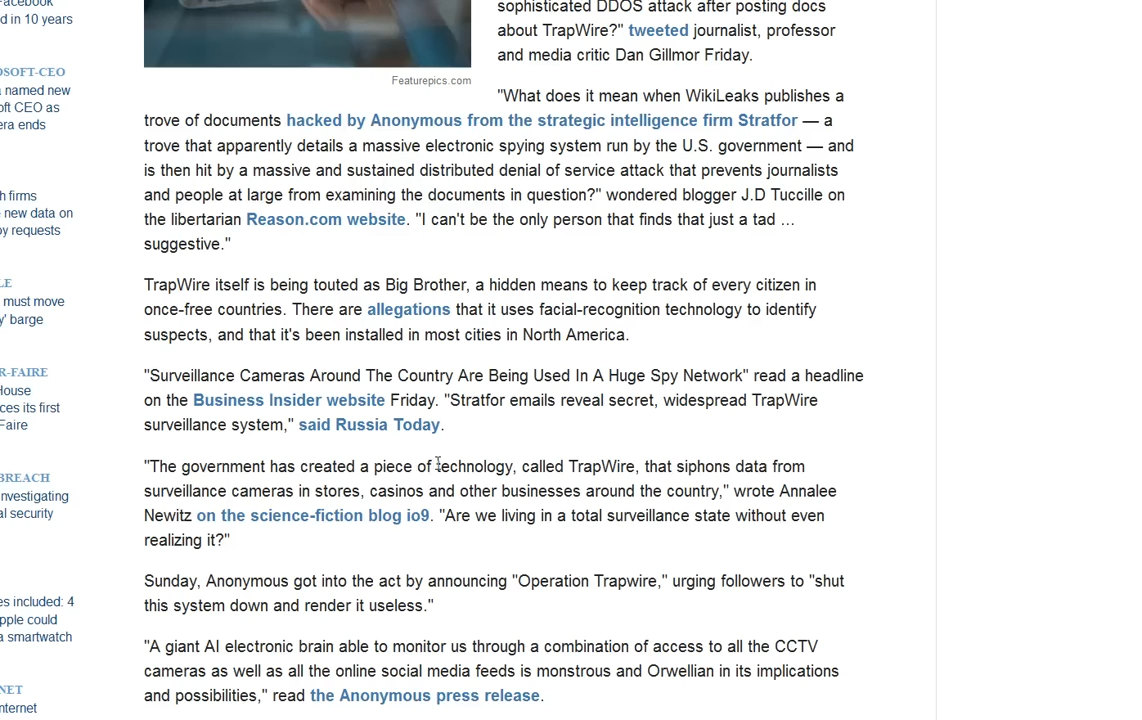 Facebook
d in 10 years
OSOFT-CEO
a named new
oft CEO as
era ends
h firms
new data on
by requests
LE
must move
y' barge
R-FAIRE
House
ces its first
Faire
BREACH
investigating
al security
es included: 4
pple could
a smartwatch
NET
nternet
sophisticated DDOS attack after posting docs
about TrapWire?" tweeted journalist, professor
and media critic Dan Gillmor Friday.
Featurepics.com
"What does it mean when WikiLeaks publishes a
trove of documents hacked by Anonymous from the strategic intelligence firm Stratfor — a
trove that apparently details a massive electronic spying system run by the U.S. government — and
is then hit by a massive and sustained distributed denial of service attack that prevents journalists
and people at large from examining the documents in question?" wondered blogger J.D Tuccille on
the libertarian Reason.com website. "I can't be the only person that finds that just a tad ...
suggestive."
TrapWire itself is being touted as Big Brother, a hidden means to keep track of every citizen in
once-free countries. There are allegations that it uses facial-recognition technology to identify
suspects, and that it's been installed in most cities in North America.
"Surveillance Cameras Around The Country Are Being Used In A Huge Spy Network" read a headline
on the Business Insider website Friday. "Stratfor emails reveal secret, widespread TrapWire
surveillance system," said Russia Today.
"The government has created a piece of technology, called TrapWire, that siphons data from
surveillance cameras in stores, casinos and other businesses around the country," wrote Annalee
Newitz on the science-fiction blog io9. "Are we living in a total surveillance state without even
realizing it?"
Sunday, Anonymous got into the act by announcing "Operation Trapwire," urging followers to "shut
this system down and render it useless."
"A giant AI electronic brain able to monitor us through a combination of access to all the CCTV
cameras as well as all the online social media feeds is monstrous and Orwellian in its implications
and possibilities," read the Anonymous press release.